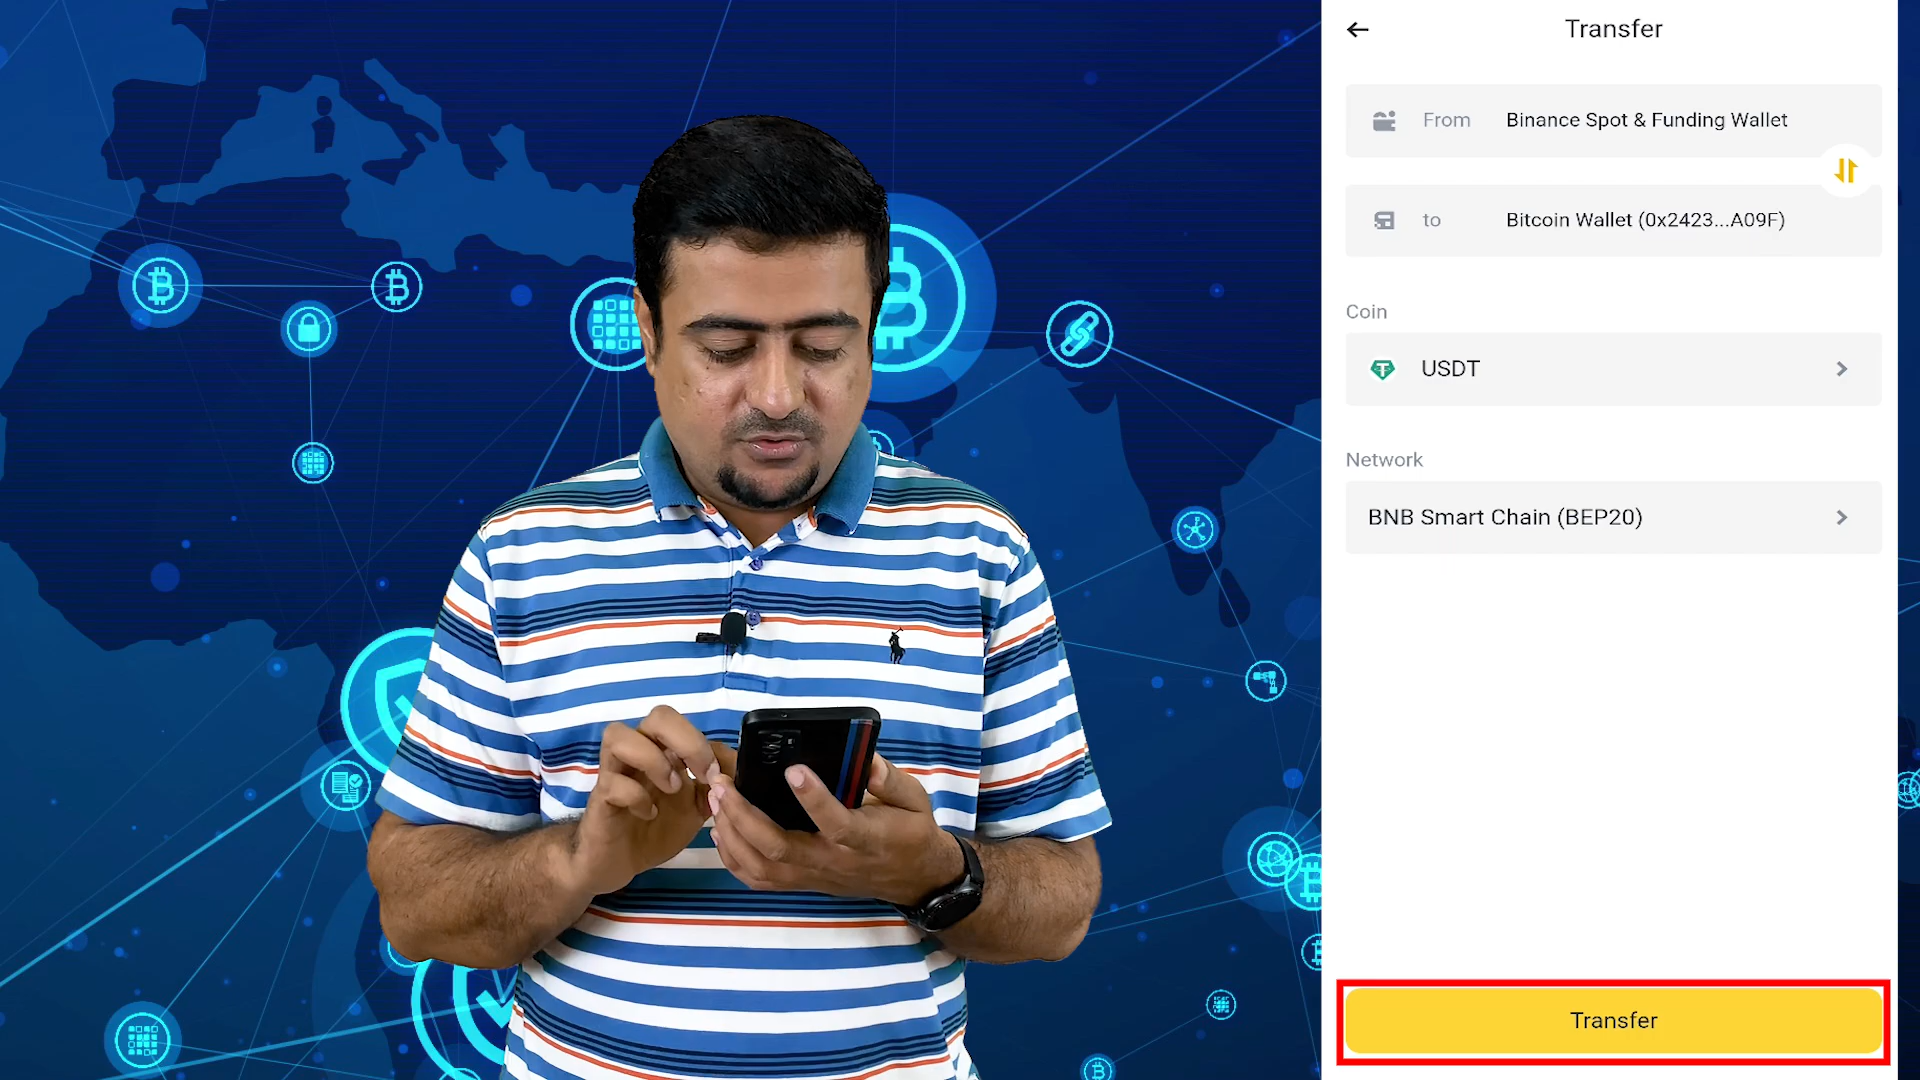 Transfer
From Binance Spot & Funding Wallet
to Bitcoin Wallet (0x2423...A09F)
Coin
USDT
Network
BNB Smart Chain (BEP20)
Transfer